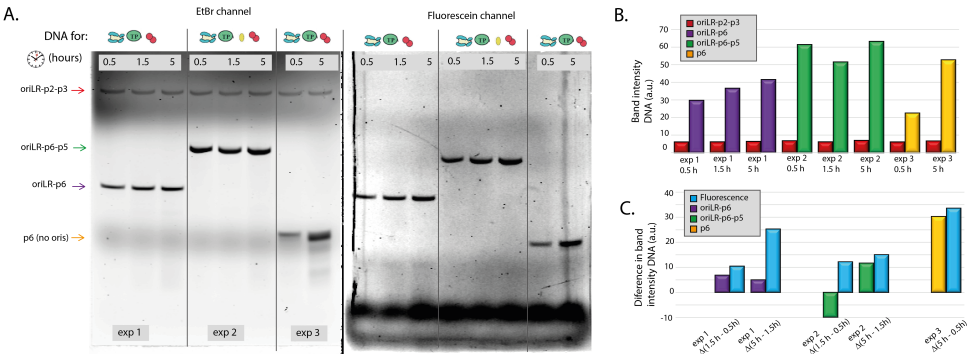 A.
EtBr channel
Fluorescein channel
DNA for:
TP
TP
TP
TP
TP
TP
(hours)
0.5 1.5 5
0.5 1.5 5
0.5 5
0.5 1.5 5
0.5 1.5 5
0.5 5
oriLR-p2-p3
oriLR-p6-p5
oriLR-p6
p6 (no oris)
exp 1
exp 2
exp 3
B.
oriLR-p2-p3
oriLR-p6
oriLR-p6-p5
p6
Band intensity
DNA (a.u.)
70
60
50
40
30
20
10
0
exp 1
0.5 h
exp 1
1.5 h
exp 1
5 h
exp 2
0.5 h
exp 2
1.5 h
exp 2
5 h
exp 3
0.5 h
exp 3
5 h
C.
Fluorescence
oriLR-p6
oriLR-p6-p5
p6
Diference in band
intensity DNA (a.u.)
40
30
20
10
0
-10
exp 1
Δ(1.5h - 0.5h)
exp 1
Δ(5h - 1.5h)
exp 2
Δ(1.5h - 0.5h)
exp 2
Δ(5h - 1.5h)
exp 3
Δ(5h - 0.5h)